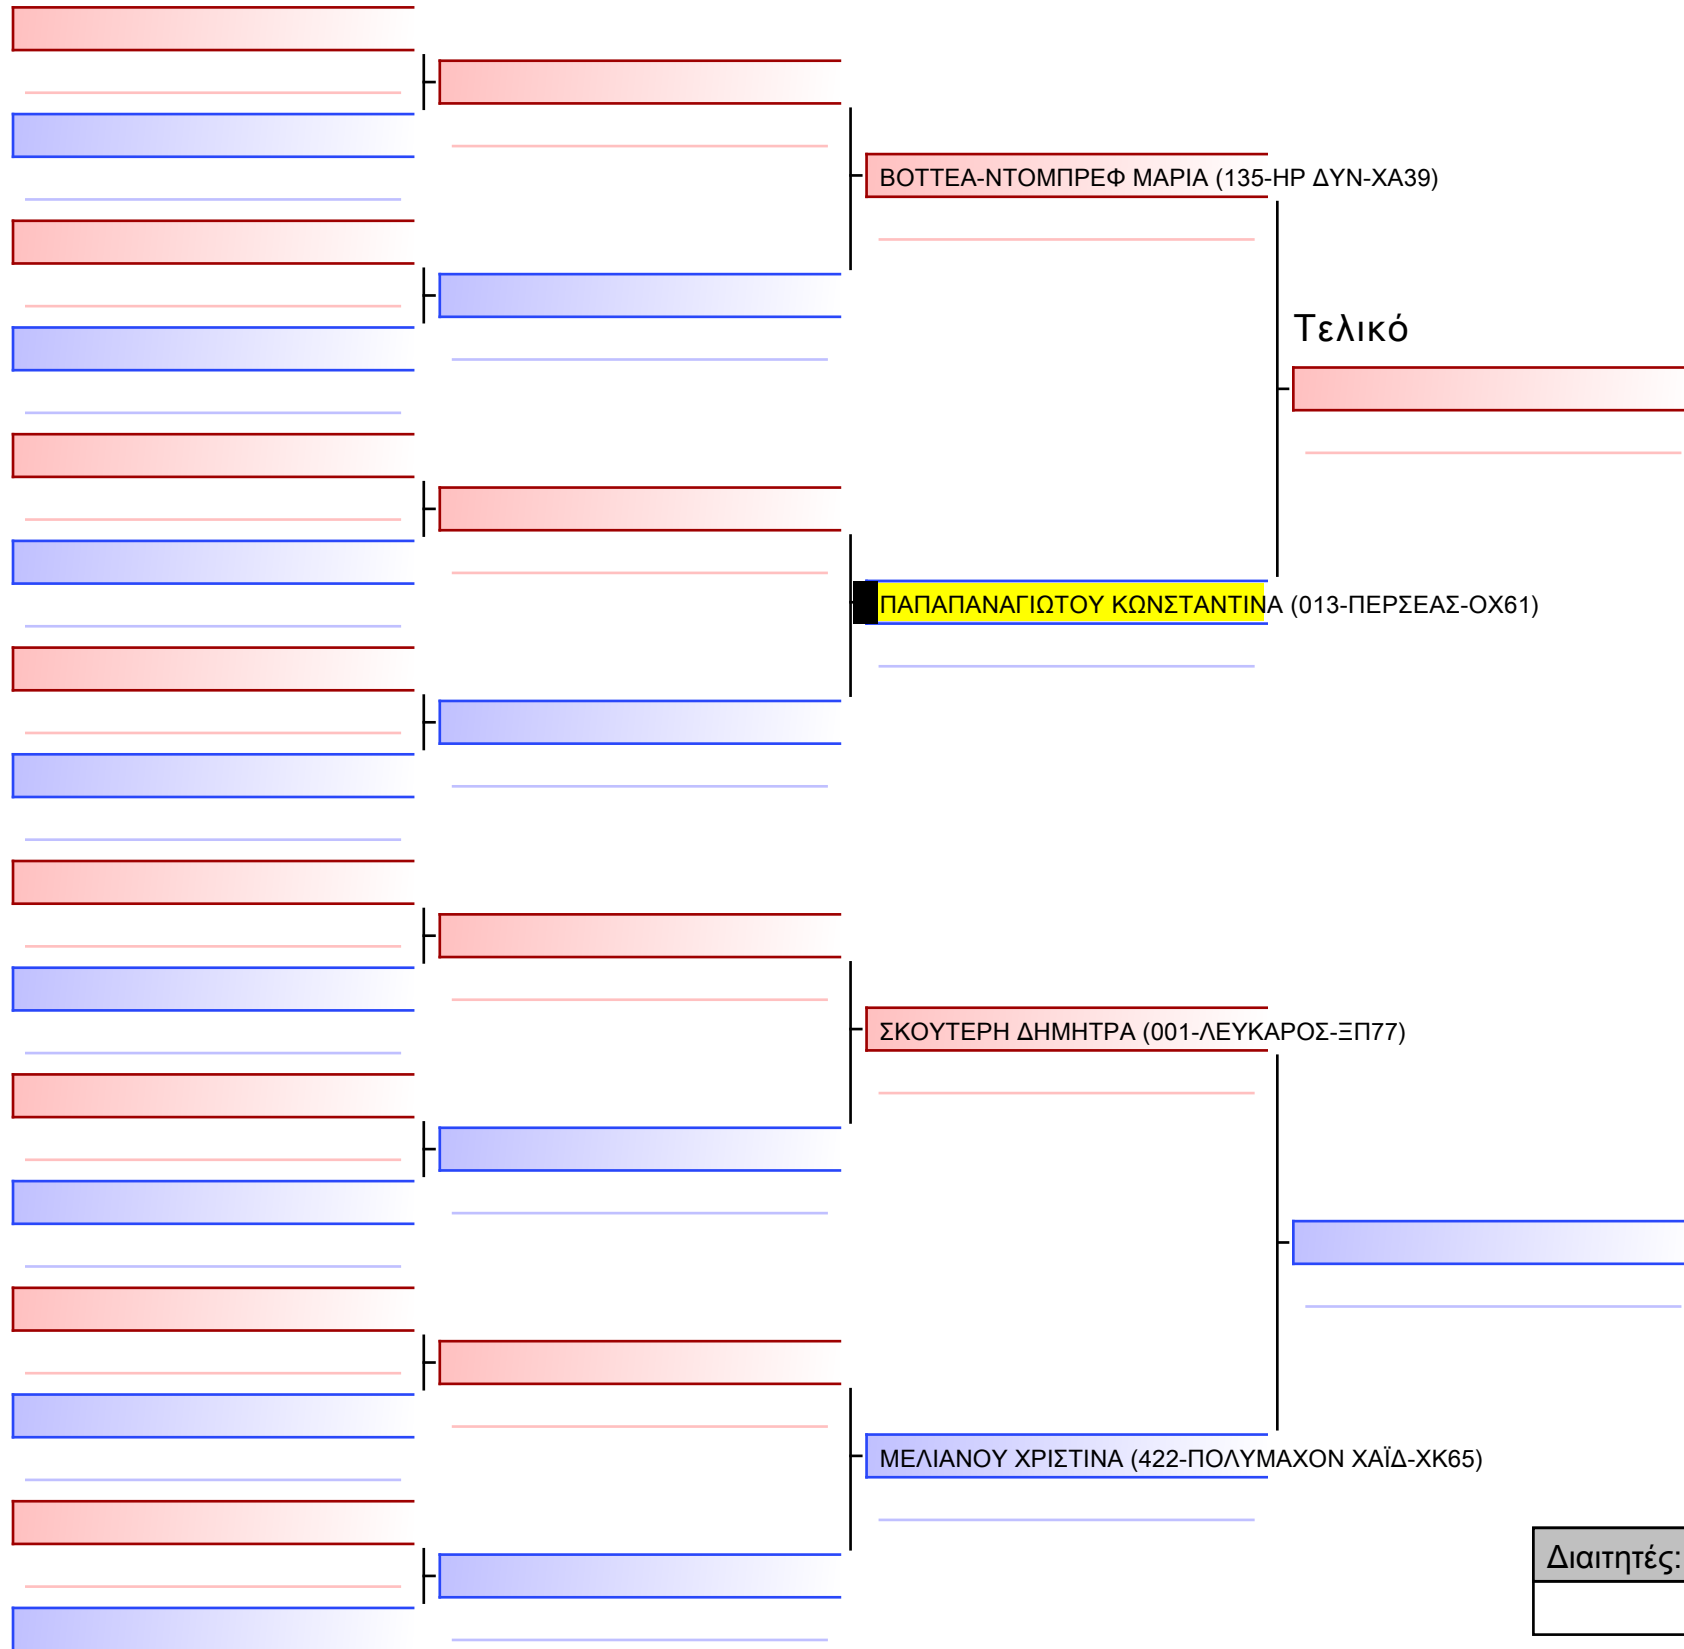 ΒΟΤΤΕΑ-ΝΤΟΜΠΡΕΦ ΜΑΡΙΑ (135-ΗΡ ΔΥΝ-ΧΑ39)
Τελικό
ΠΑΠΑΠΑΝΑΓΙΩΤΟΥ ΚΩΝΣΤΑΝΤΙΝΑ (013-ΠΕΡΣΕΑΣ-ΟΧ61)
ΣΚΟΥΤΕΡΗ ΔΗΜΗΤΡΑ (001-ΛΕΥΚΑΡΟΣ-ΞΠ77)
ΜΕΛΙΑΝΟΥ ΧΡΙΣΤΙΝΑ (422-ΠΟΛΥΜΑΧΟΝ ΧΑΪΔ-ΧΚ65)
Διαιτητές: